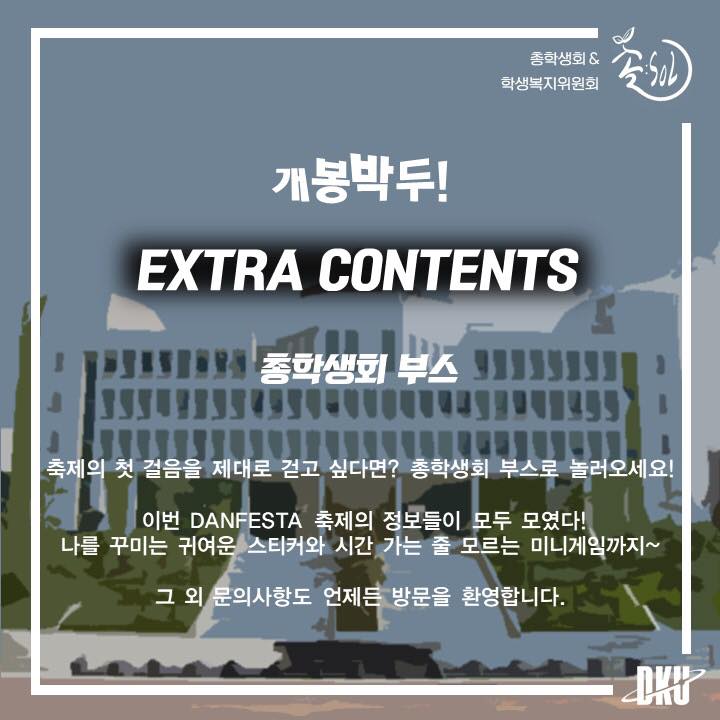 총학생회 &
학생복지위원회
꽃:SOL
개봉박두!
EXTRA CONTENTS
총학생회 부스
축제의 첫 걸음을 제대로 걷고 싶다면? 총학생회 부스로 놀러오세요!
이번 DANFESTA 축제의 정보들이 모두 모였다!
나를 꾸미는 귀여운 스티커와 시간 가는 줄 모르는 미니게임까지~
그 외 문의사항도 언제든 방문을 환영합니다.
DKU